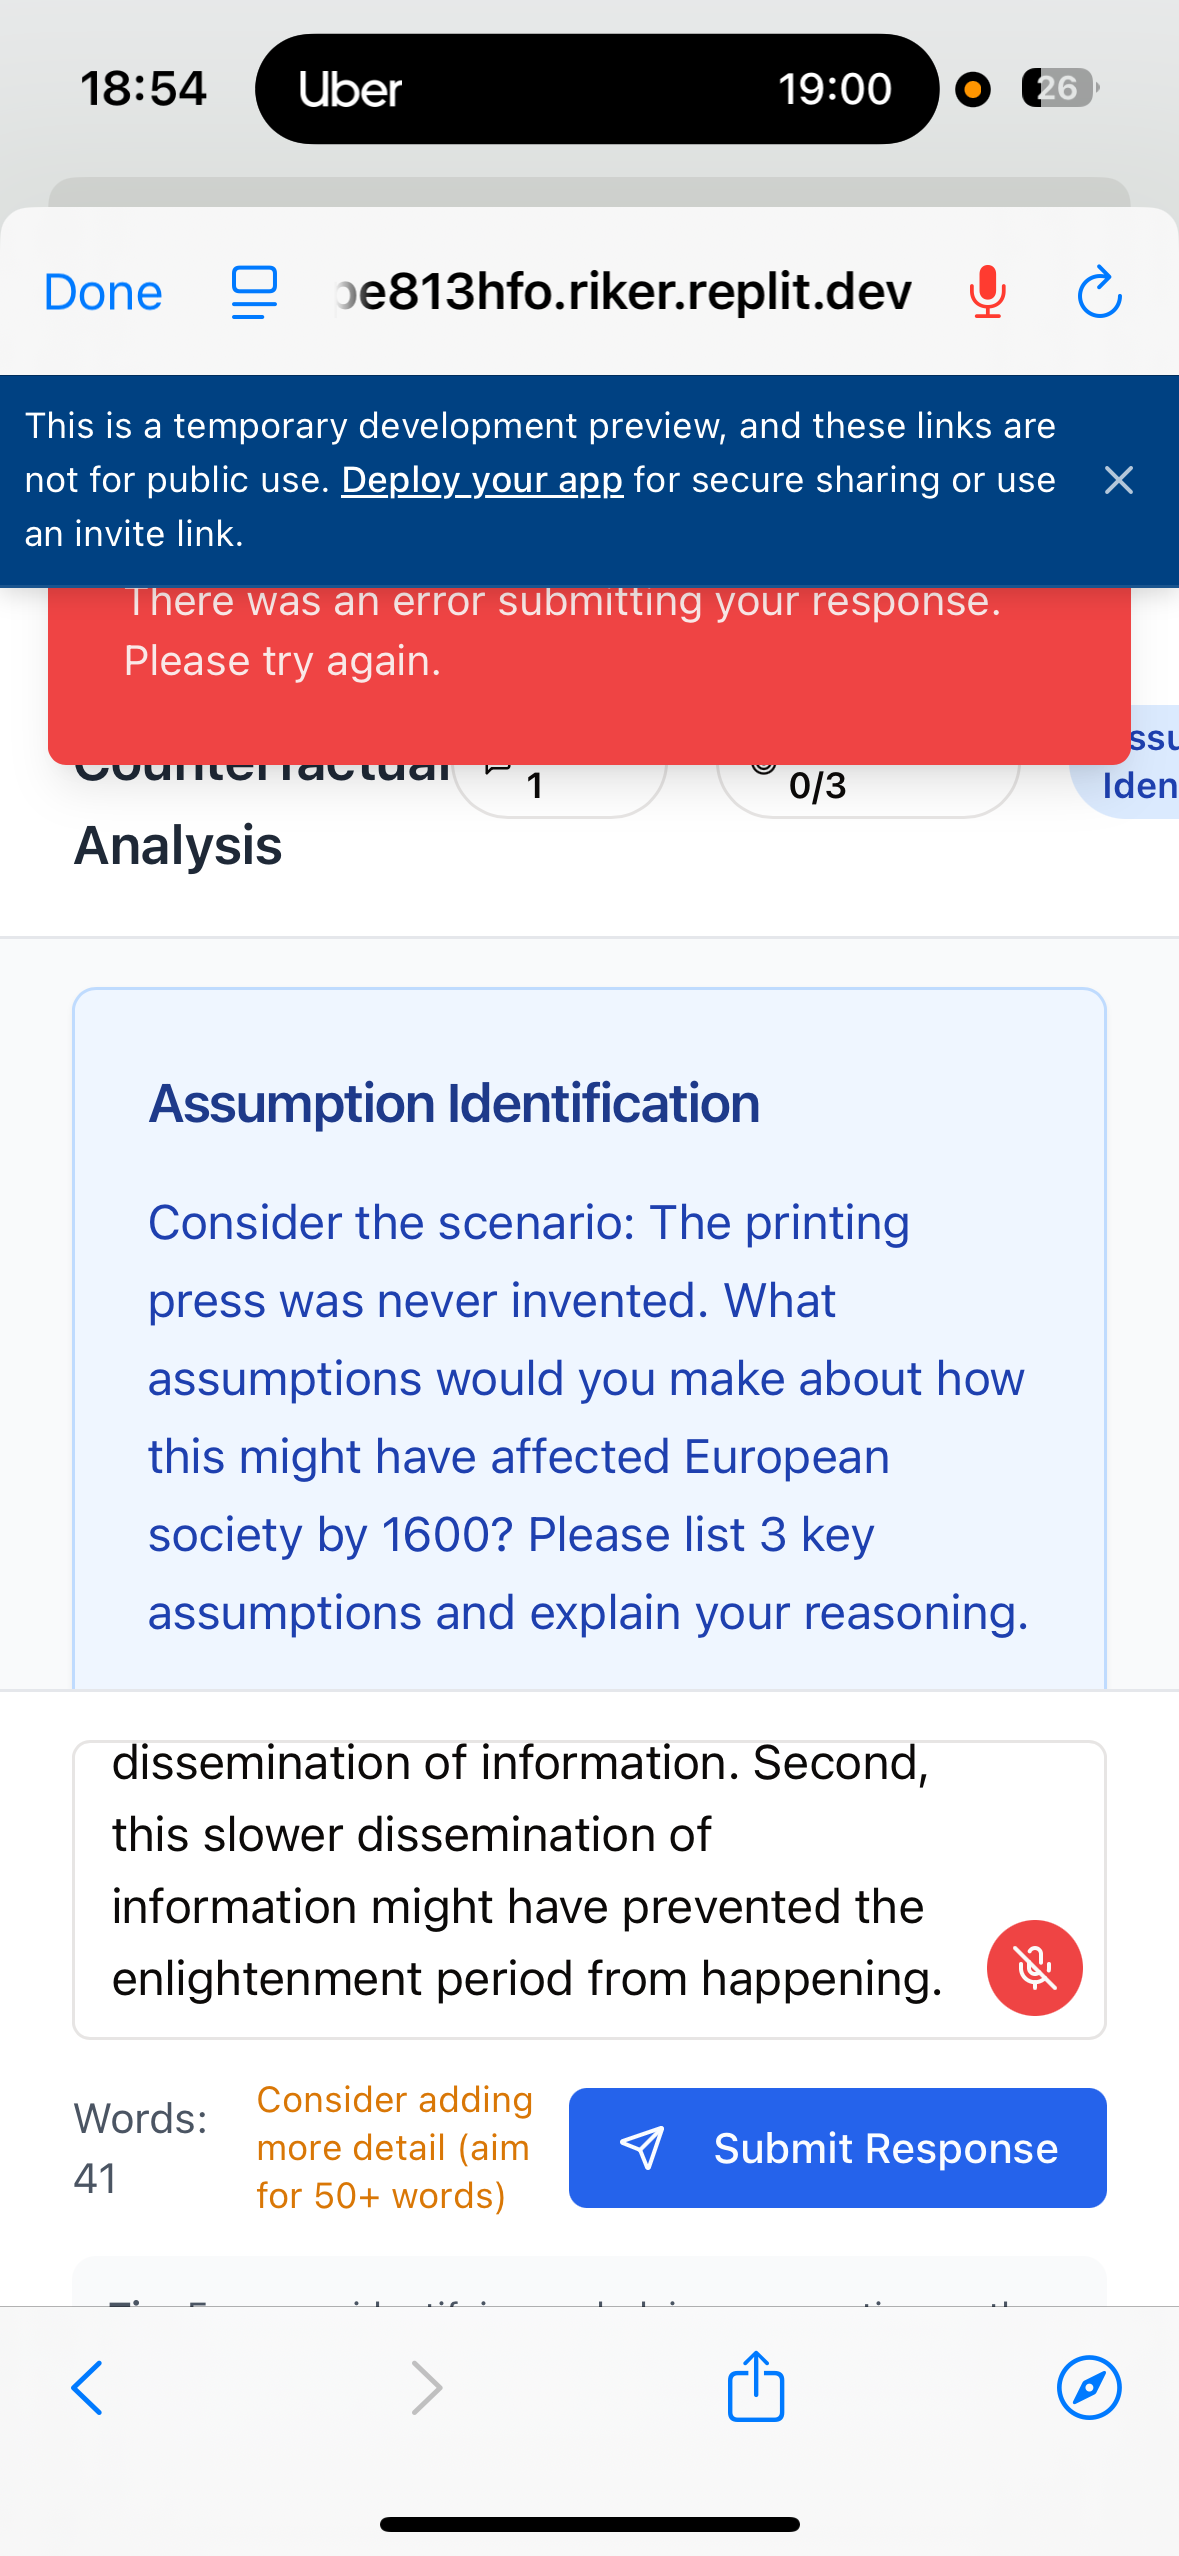 18:54
Uber
19:00
26
Done
be813hfo.riker.replit.dev
This is a temporary development preview, and these links are
not for public use. Deploy your app for secure sharing or use
an invite link.
There was an error submitting your response.
Please try again.
Counterfactual
Analysis
1
0/3
Iden
Assumption Identification
Consider the scenario: The printing
press was never invented. What
assumptions would you make about how
this might have affected European
society by 1600? Please list 3 key
assumptions and explain your reasoning.
dissemination of information. Second,
this slower dissemination of
information might have prevented the
enlightenment period from happening.
Words:
41
Consider adding
more detail (aim
for 50+ words)
Submit Response